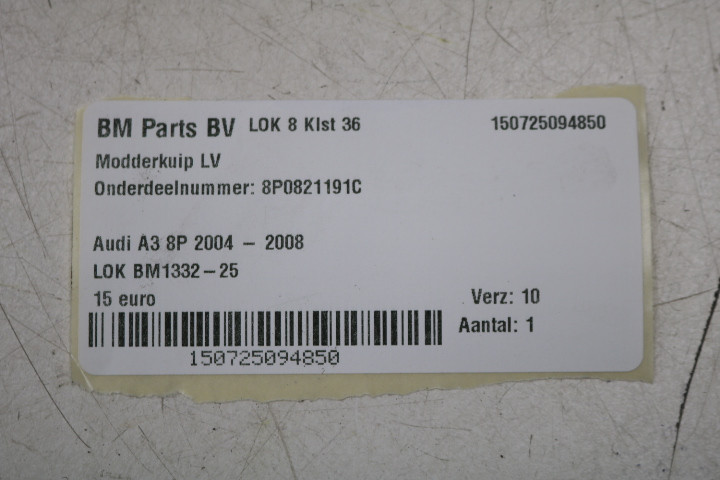 BM Parts BV LOK 8 Klst 36 150725094850
Modderkuip LV
Onderdeelnummer: 8P0821191C
Audi A3 8P 2004 - 2008
LOK BM1332-25
15 euro Verz: 10
Aantal: 1
150725094850